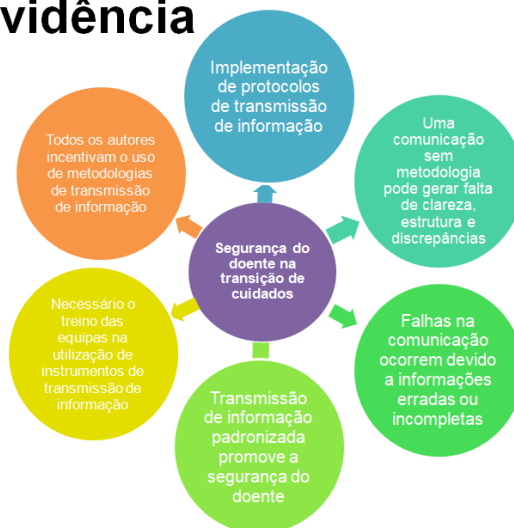 vidência
Implementação
de protocolos
de transmissão
de informação
Uma
comunicação
sem
metodologia
pode gerar falta
de clareza,
estrutura e
discrepâncias
Falhas na
comunicação
ocorrem devido
a informações
erradas ou
incompletas
Transmissão
de informação
padronizada
promove a
segurança do
doente
Necessário o
treino das
equipas na
utilização de
instrumentos de
transmissão de
informação
Todos os autores
incentivam o uso
de metodologias
de transmissão
de informação
Segurança do
doente na
transição de
cuidados